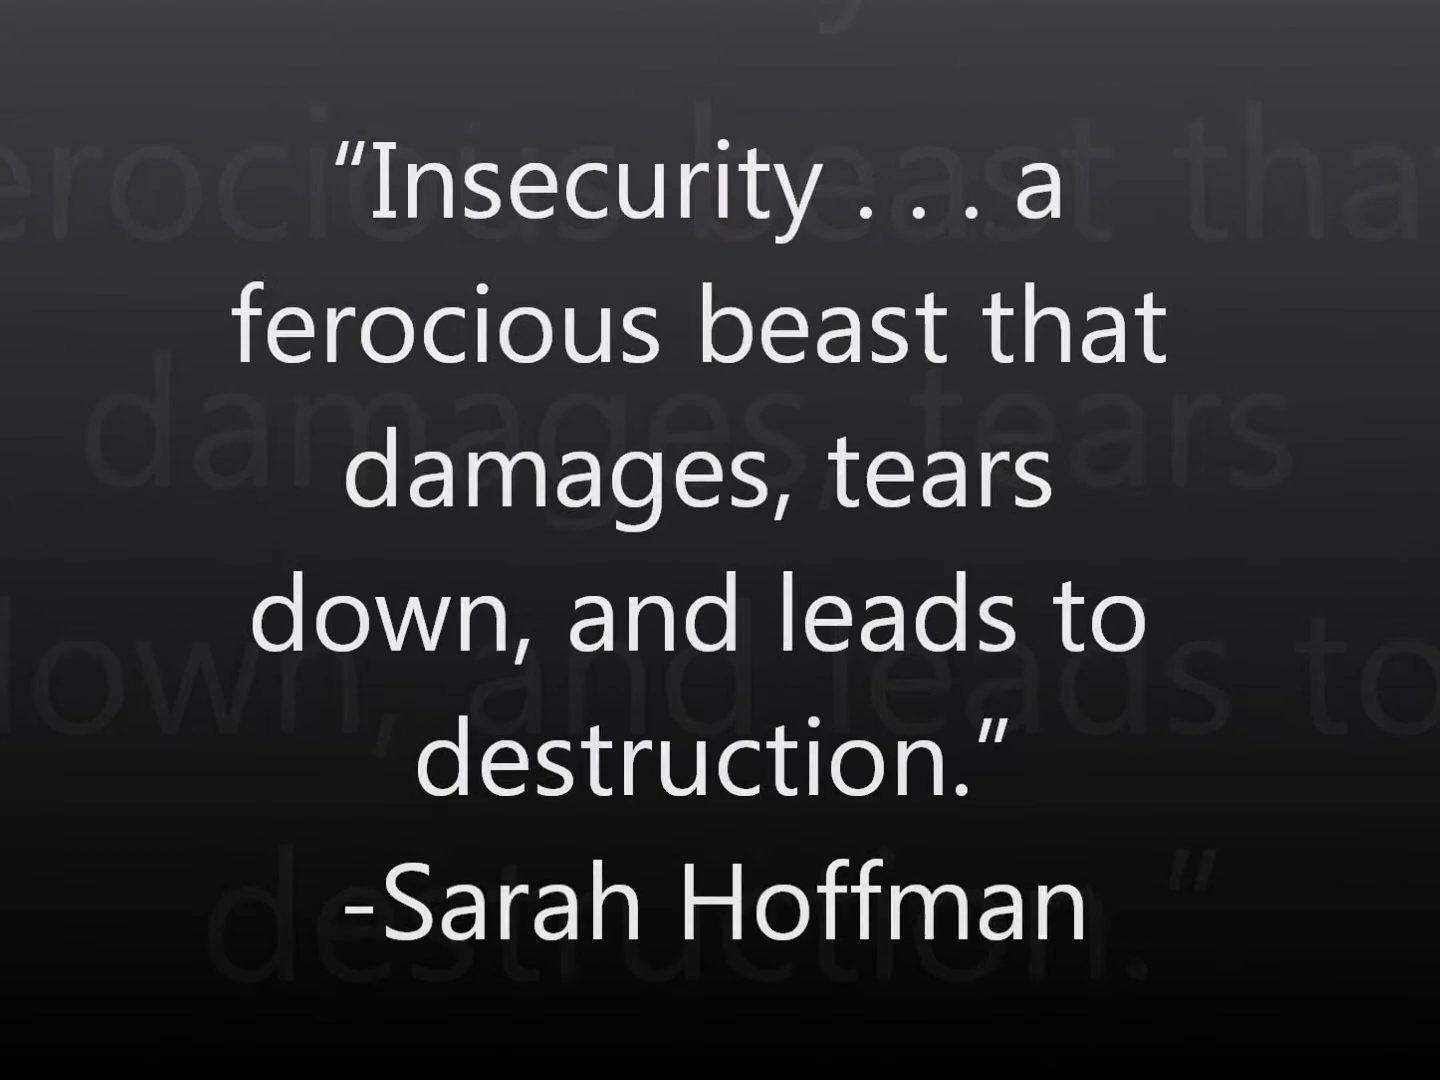 “Insecurity . . . a
ferocious beast that
damages, tears
down, and leads to
destruction.”
-Sarah Hoffman